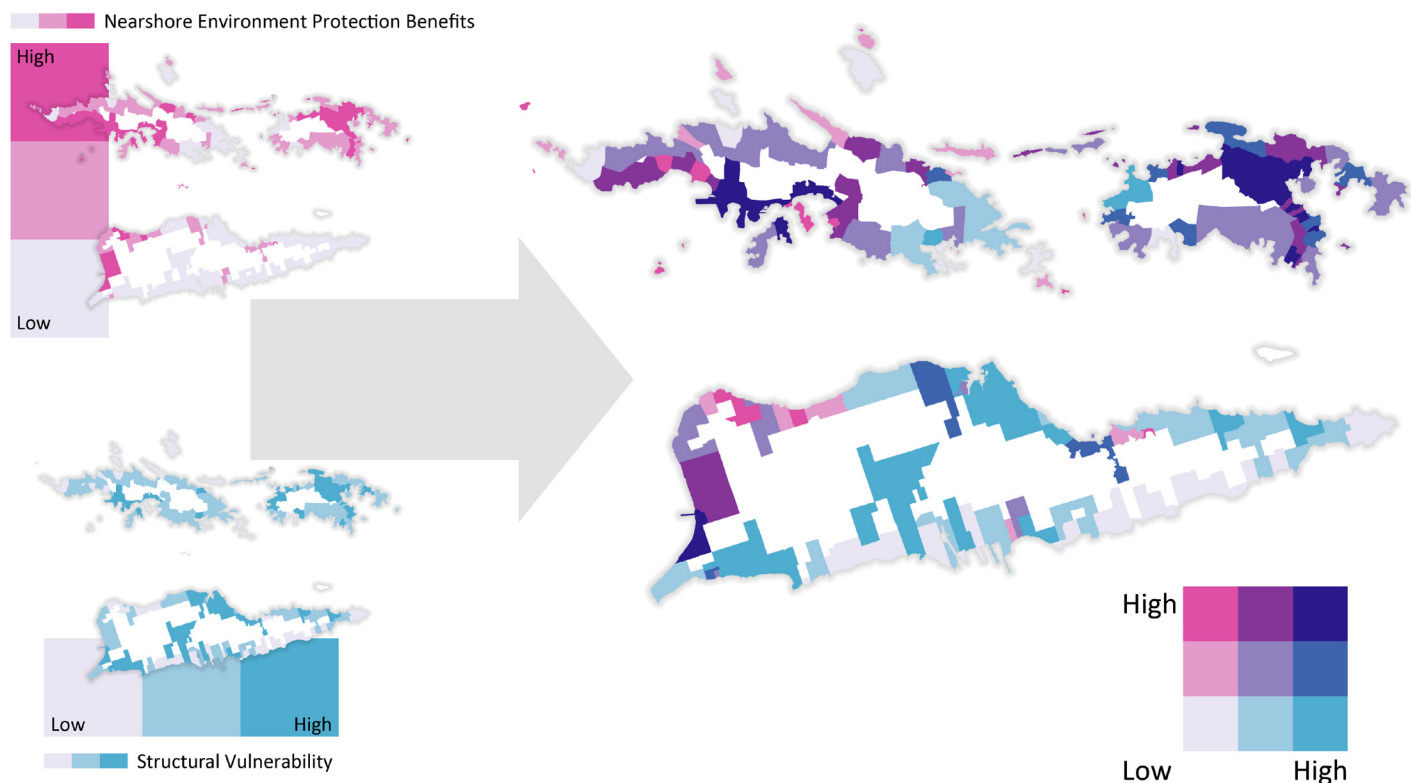 Nearshore Environment Protection Benefits
High
Low
Low
High
Structural Vulnerability
High
Low
High